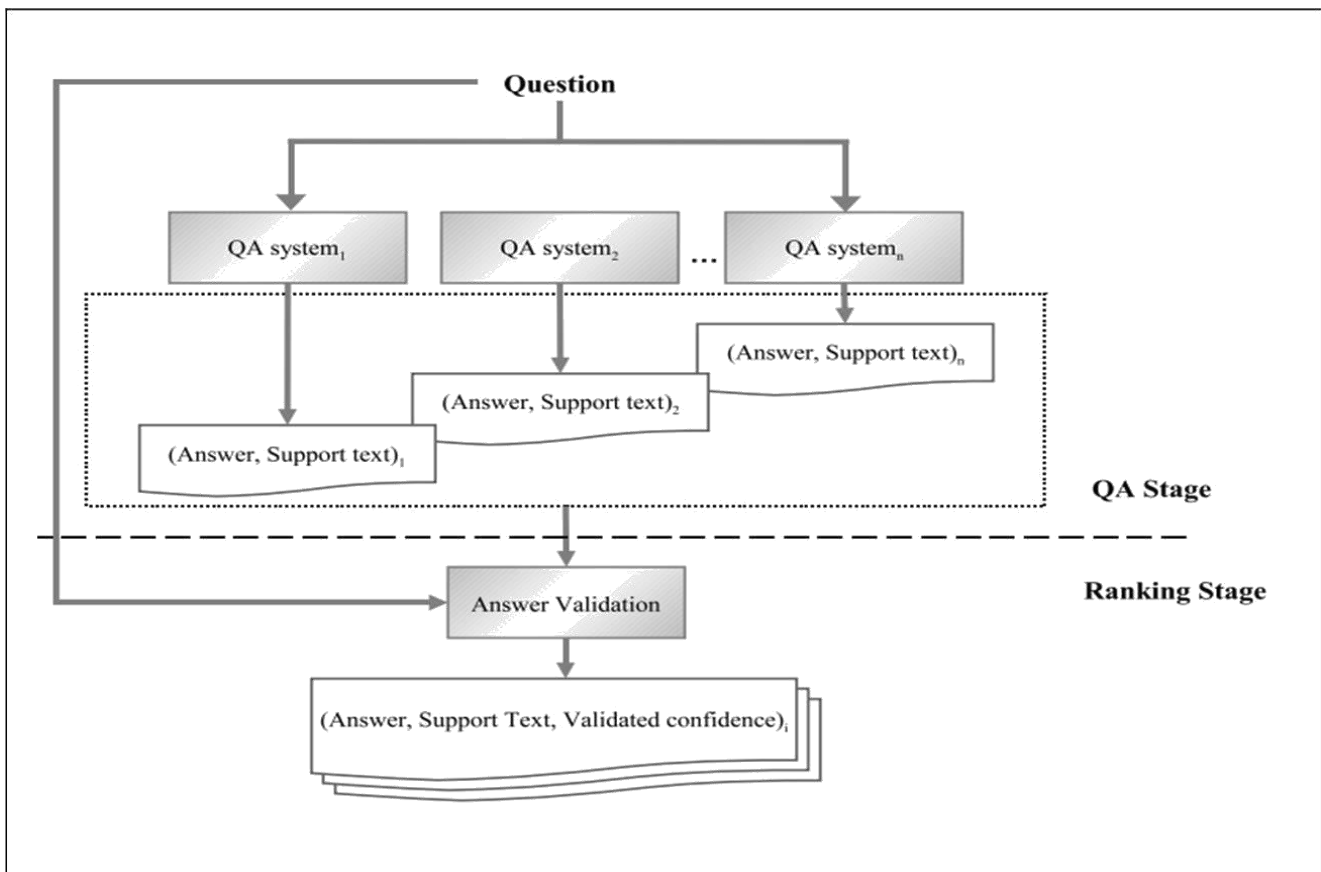 Question
QA system₁
QA system₂
...
QA systemₙ
(Answer, Support text)ₙ
(Answer, Support text)₂
(Answer, Support text)₁
QA Stage
Ranking Stage
Answer Validation
(Answer, Support Text, Validated confidence)ᵢ